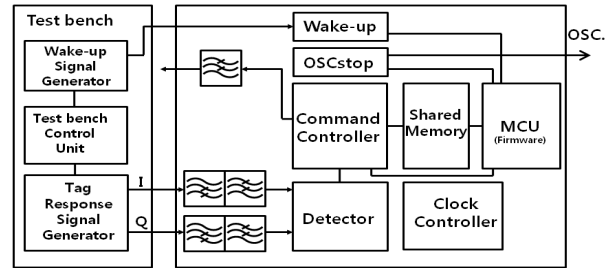 Test bench
Wake-up
Signal
Generator
Test bench
Control
Unit
Tag
Response
Signal
Generator
I
Q
Wake-up
OSCstop
OSC.
Command
Controller
Shared
Memory
MCU
(Firmware)
Detector
Clock
Controller